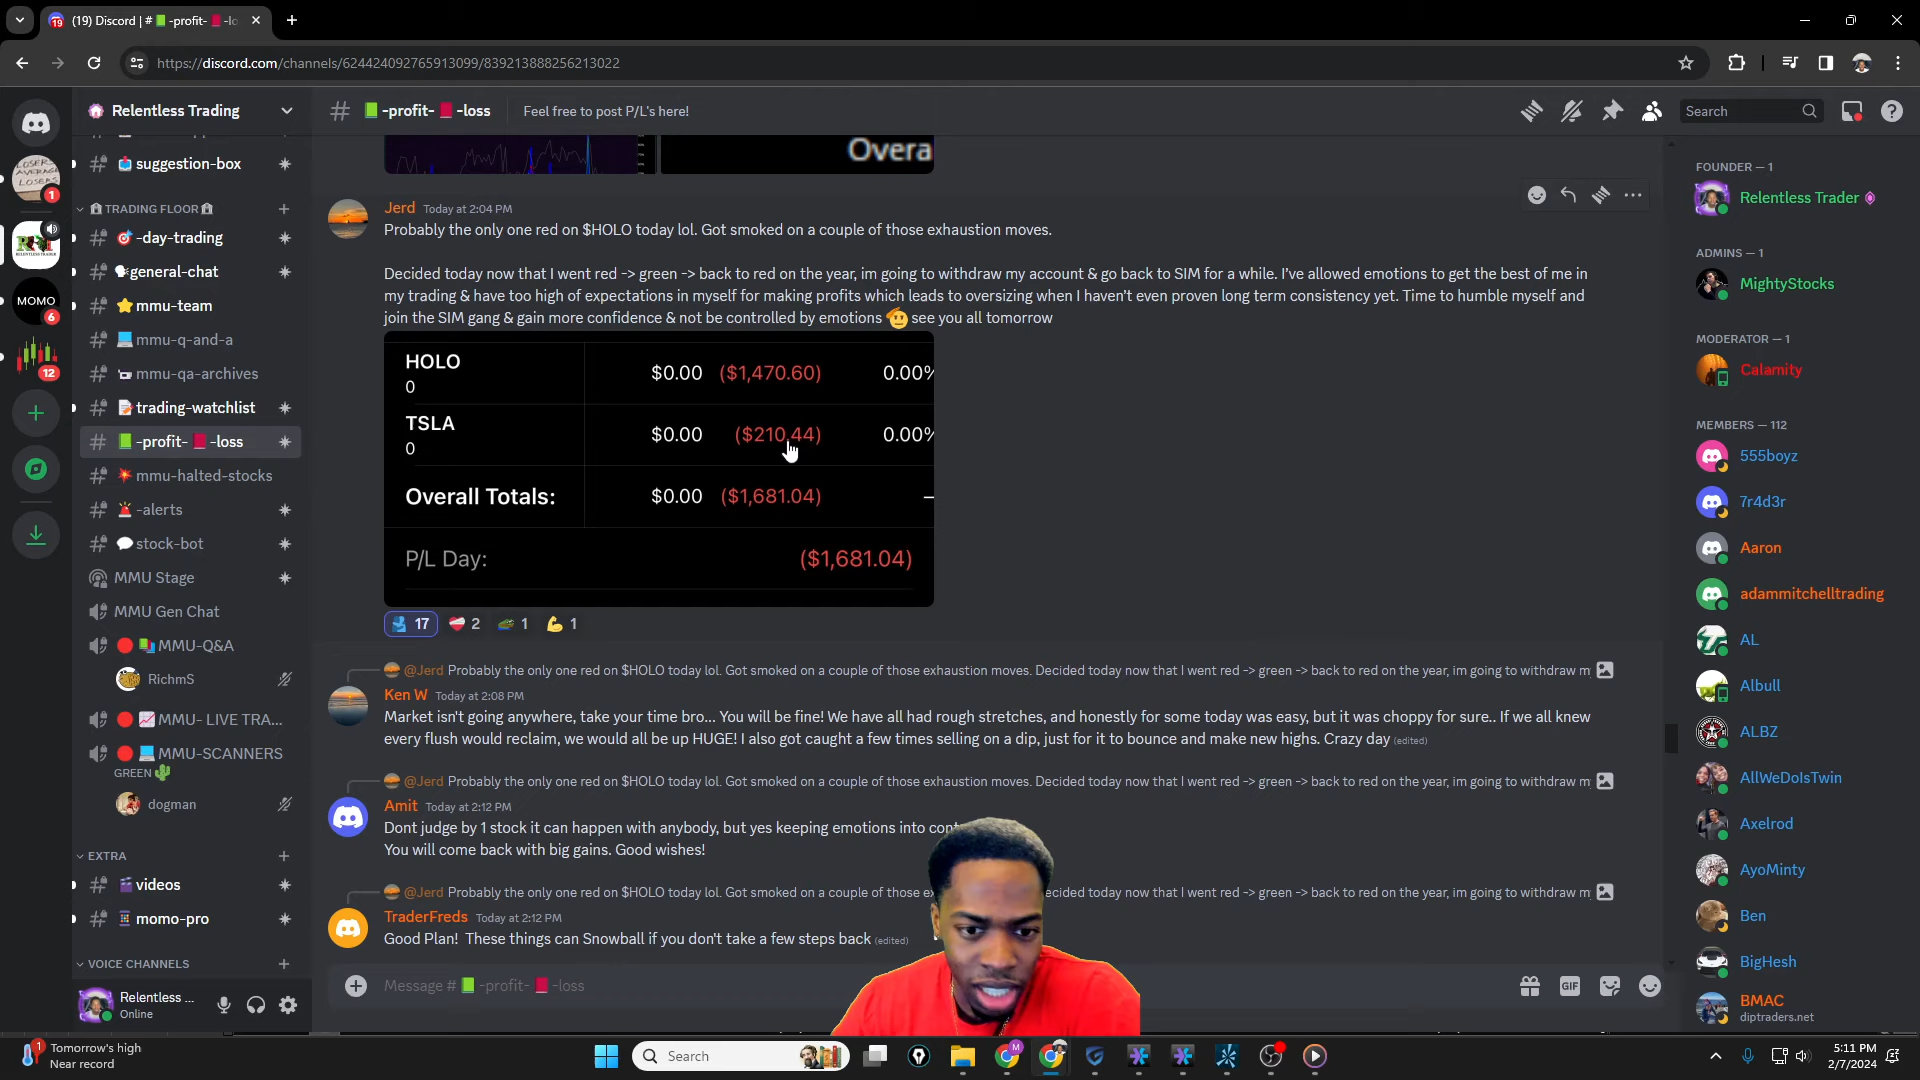 (19) Discord | # -profit- -lo
https://discord.com/channels/624424092765913099/839213888256213022
Relentless Trading
# -profit- -loss
Feel free to post P/L's here!
Search
suggestion-box
TRADING FLOOR
-day-trading
general-chat
mmu-team
mmu-q-and-a
mmu-qa-archives
trading-watchlist
-profit- -loss
mmu-halted-stocks
-alerts
stock-bot
MMU Stage
MMU Gen Chat
MMU-Q&A
RichmS
MMU- LIVE TRA...
MMU-SCANNERS
GREEN
dogman
EXTRA
videos
momo-pro
VOICE CHANNELS
Relentless ...
Online
LOSERS
AVERAGE
LOSERS
1
MOMO
6
12
Overa
Jerd Today at 2:04 PM
Probably the only one red on $HOLO today lol. Got smoked on a couple of those exhaustion moves.
Decided today now that I went red -> green -> back to red on the year, im going to withdraw my account & go back to SIM for a while. I've allowed emotions to get the best of me in
my trading & have too high of expectations in myself for making profits which leads to oversizing when I haven't even proven long term consistency yet. Time to humble myself and
join the SIM gang & gain more confidence & not be controlled by emotions see you all tomorrow
HOLO $0.00 ($1,470.60) 0.00%
0
TSLA $0.00 ($210.44) 0.00%
0
Overall Totals: $0.00 ($1,681.04) –
P/L Day: ($1,681.04)
17 2 1 1
@Jerd Probably the only one red on $HOLO today lol. Got smoked on a couple of those exhaustion moves. Decided today now that I went red -> green -> back to red on the year, im going to withdraw m
Ken W Today at 2:08 PM
Market isn't going anywhere, take your time bro... You will be fine! We have all had rough stretches, and honestly for some today was easy, but it was choppy for sure.. If we all knew
every flush would reclaim, we would all be up HUGE! I also got caught a few times selling on a dip, just for it to bounce and make new highs. Crazy day (edited)
@Jerd Probably the only one red on $HOLO today lol. Got smoked on a couple of those exhaustion moves. Decided today now that I went red -> green -> back to red on the year, im going to withdraw m
Amit Today at 2:12 PM
Dont judge by 1 stock it can happen with anybody, but yes keeping emotions into cont
You will come back with big gains. Good wishes!
@Jerd Probably the only one red on $HOLO today lol. Got smoked on a couple of those e ecided today now that I went red -> green -> back to red on the year, im going to withdraw m
TraderFreds Today at 2:12 PM
Good Plan! These things can Snowball if you don't take a few steps back (edited)
Message # -profit- -loss
GIF
FOUNDER — 1
Relentless Trader
ADMINS — 1
MightyStocks
MODERATOR — 1
Calamity
MEMBERS — 112
555boyz
7r4d3r
Aaron
adammitchelltrading
AL
Albull
ALBZ
AllWeDoIsTwin
Axelrod
AyoMinty
Ben
BigHesh
BMAC
diptraders.net
1
Tomorrow's high
Near record
Search
5:11 PM
2/7/2024